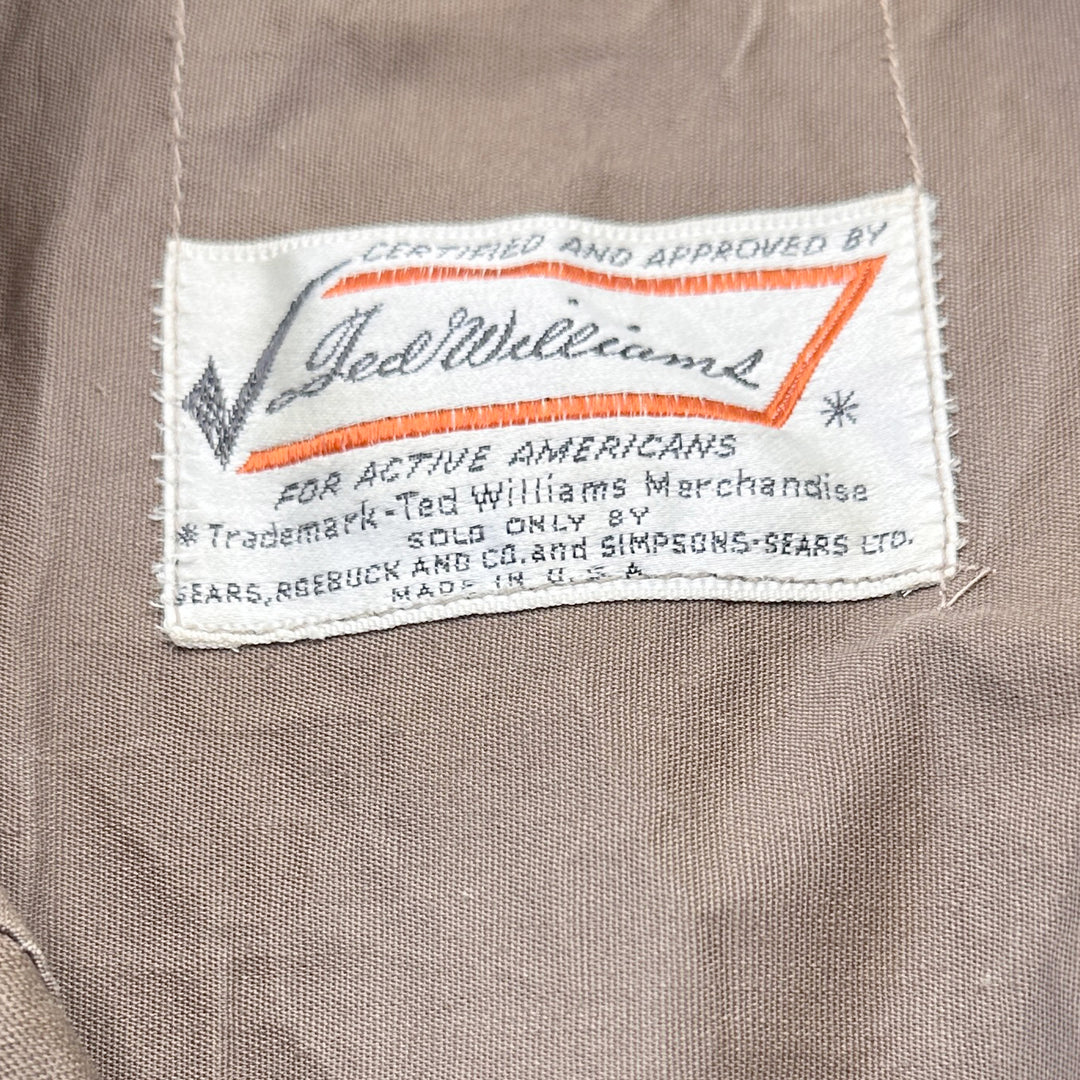 CERTIFIED AND APPROVED BY
Ted Williams
*
FOR ACTIVE AMERICANS
*Trademark-Ted Williams Merchandise
SOLD ONLY BY
SEARS, ROEBUCK AND CO. and SIMPSONS-SEARS LTD.
MADE IN U.S.A.